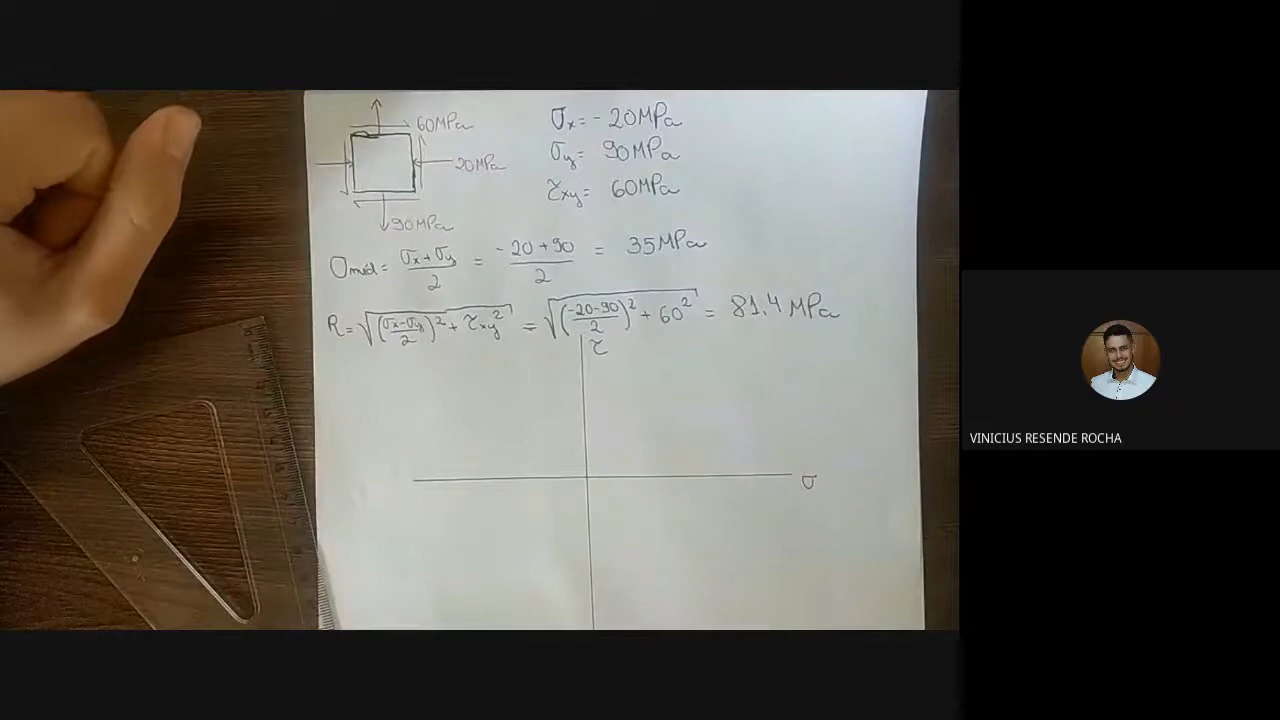 60MPa
20MPa
90MPa
σx = -20MPa
σy = 90MPa
τxy = 60MPa
σméd = (σx+σy)/2 = (-20+90)/2 = 35MPa
R = √((σx-σy)/2)² + τxy² = √((-20-90)/2)² + 60² = 81.4 MPa
τ
σ
VINICIUS RESENDE ROCHA